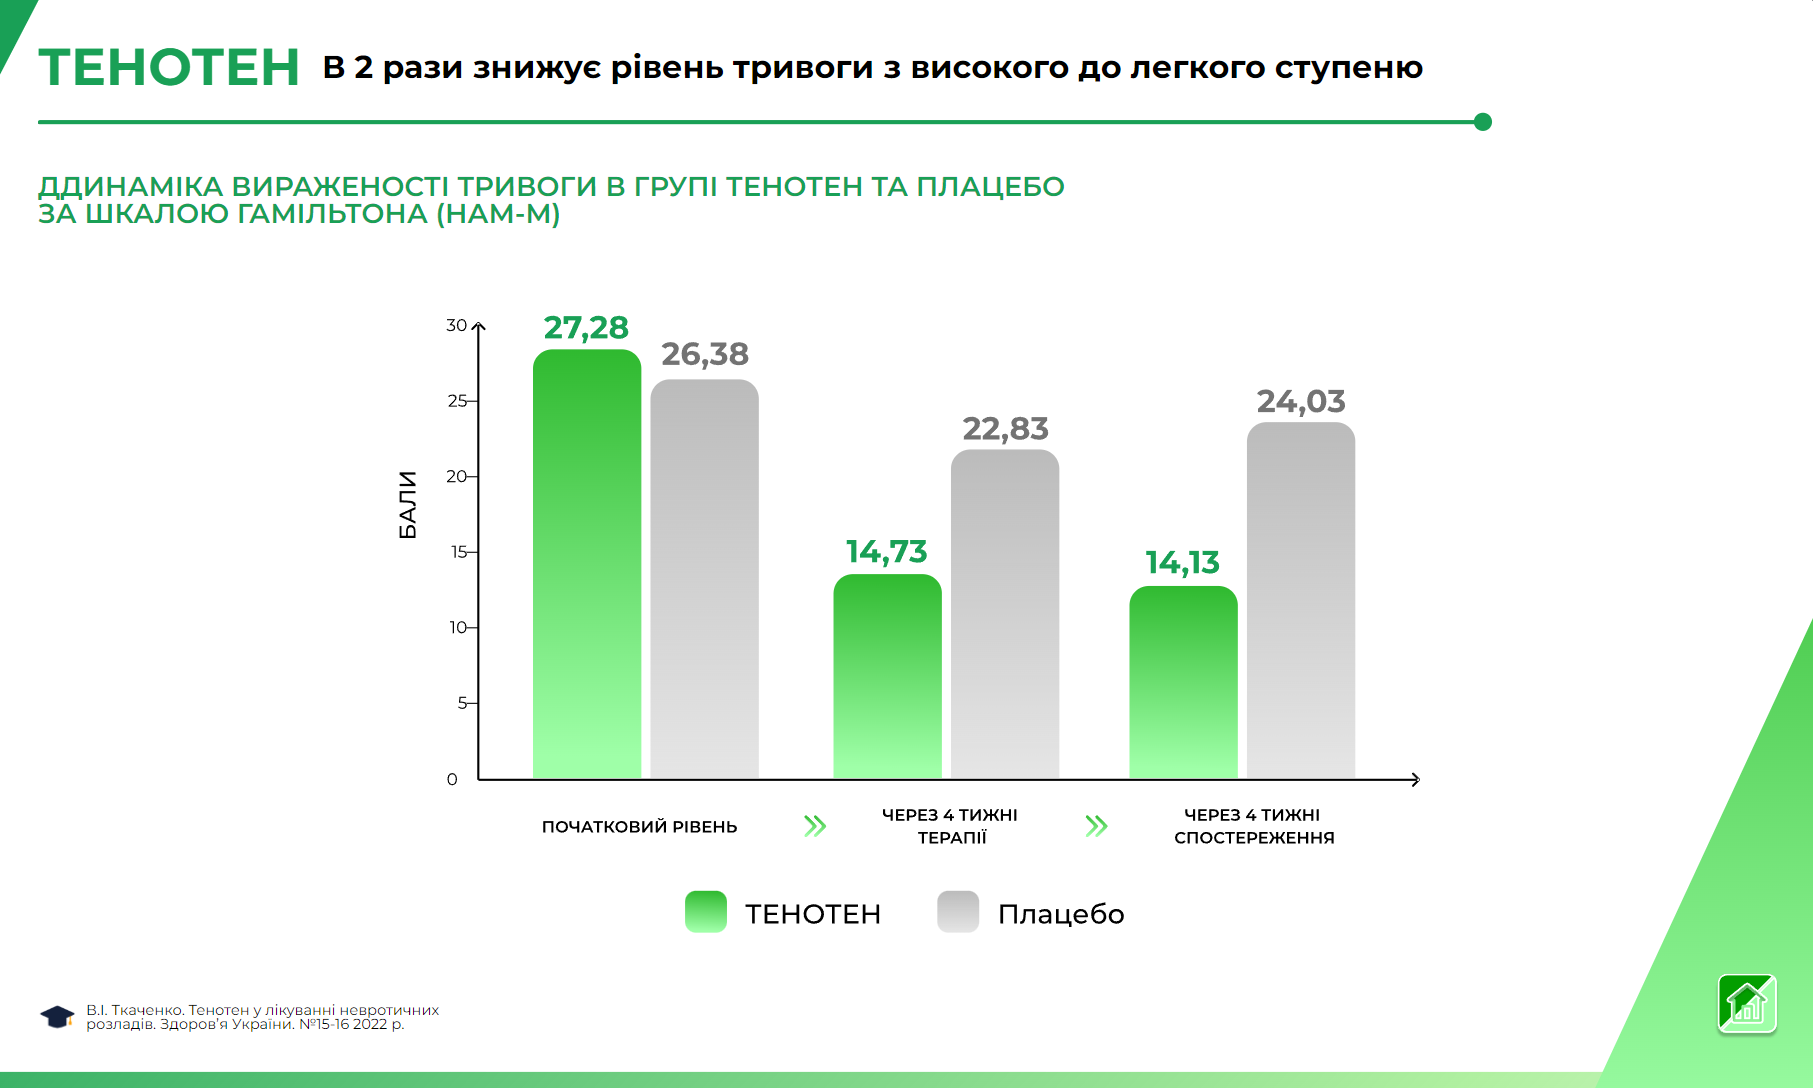 ТЕНОТЕН В 2 рази знижує рівень тривоги з високого до легкого ступеню
ДДИНАМІКА ВИРАЖЕНОСТІ ТРИВОГИ В ГРУПІ ТЕНОТЕН ТА ПЛАЦЕБО
ЗА ШКАЛОЮ ГАМІЛЬТОНА (НАМ-М)
БАЛИ
30
25
20
15
10
5
0
27,28
26,38
14,73
22,83
14,13
24,03
ПОЧАТКОВИЙ РІВЕНЬ
ЧЕРЕЗ 4 ТИЖНІ
ТЕРАПІЇ
ЧЕРЕЗ 4 ТИЖНІ
СПОСТЕРЕЖЕННЯ
ТЕНОТЕН
Плацебо
В.І. Ткаченко. Тенотен у лікуванні невротичних
розладів. Здоров’я України. №15-16 2022 р.